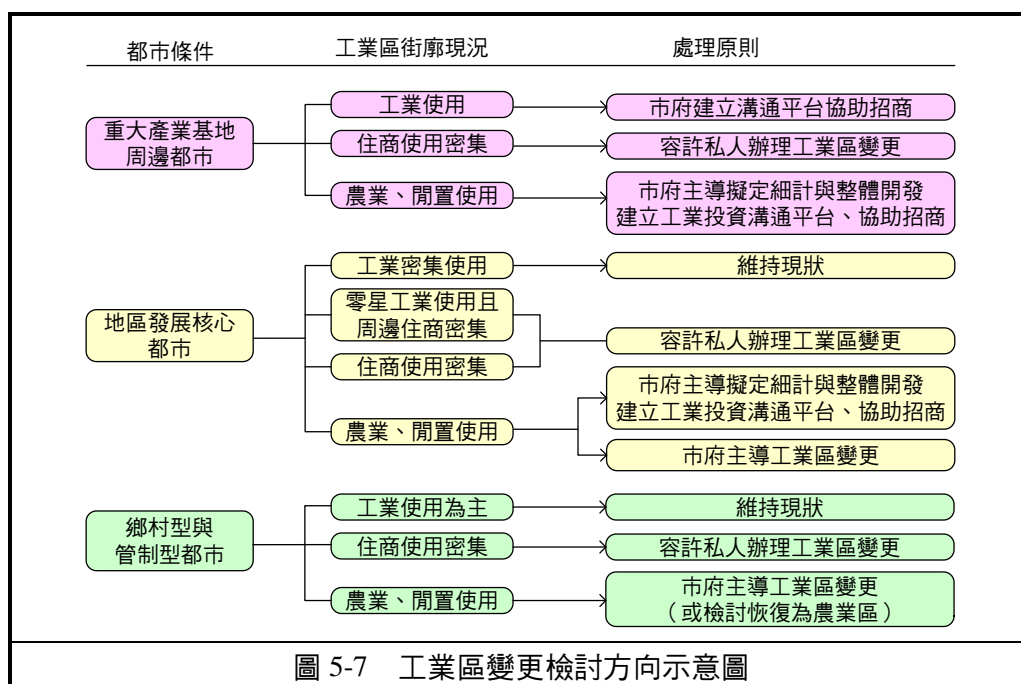 都市條件
工業區街廓現況
處理原則
重大產業基地
周邊都市
工業使用
市府建立溝通平台協助招商
住商使用密集
容許私人辦理工業區變更
農業、閒置使用
市府主導擬定細計與整體開發
建立工業投資溝通平台、協助招商
地區發展核心
都市
工業密集使用
維持現狀
零星工業使用且
周邊住商密集
住商使用密集
容許私人辦理工業區變更
農業、閒置使用
市府主導擬定細計與整體開發
建立工業投資溝通平台、協助招商
市府主導工業區變更
鄉村型與
管制型都市
工業使用為主
維持現狀
住商使用密集
容許私人辦理工業區變更
農業、閒置使用
市府主導工業區變更
（或檢討恢復為農業區）
圖 5-7 工業區變更檢討方向示意圖